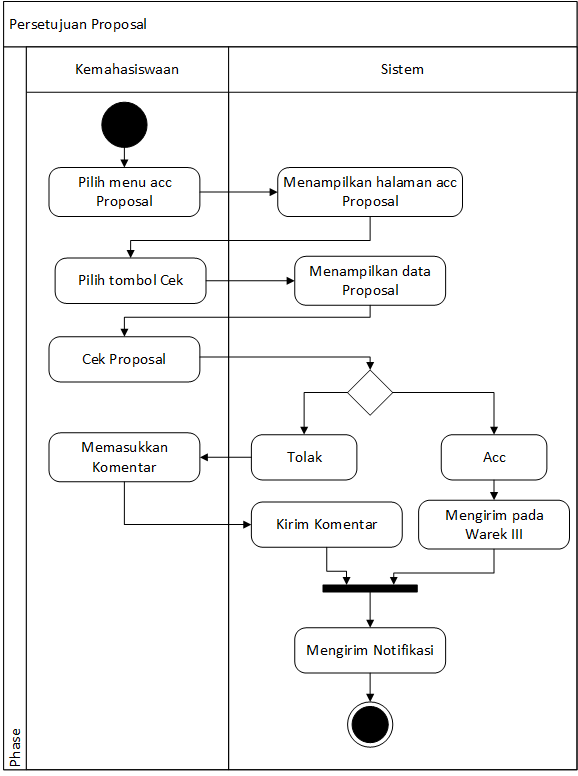 Persetujuan Proposal
Kemahasiswaan
Sistem
Pilih menu acc
Proposal
Menampilkan halaman acc
Proposal
Pilih tombol Cek
Menampilkan data
Proposal
Cek Proposal
Memasukkan
Komentar
Tolak
Acc
Kirim Komentar
Mengirim pada
Warek III
Mengirim Notifikasi
Phase